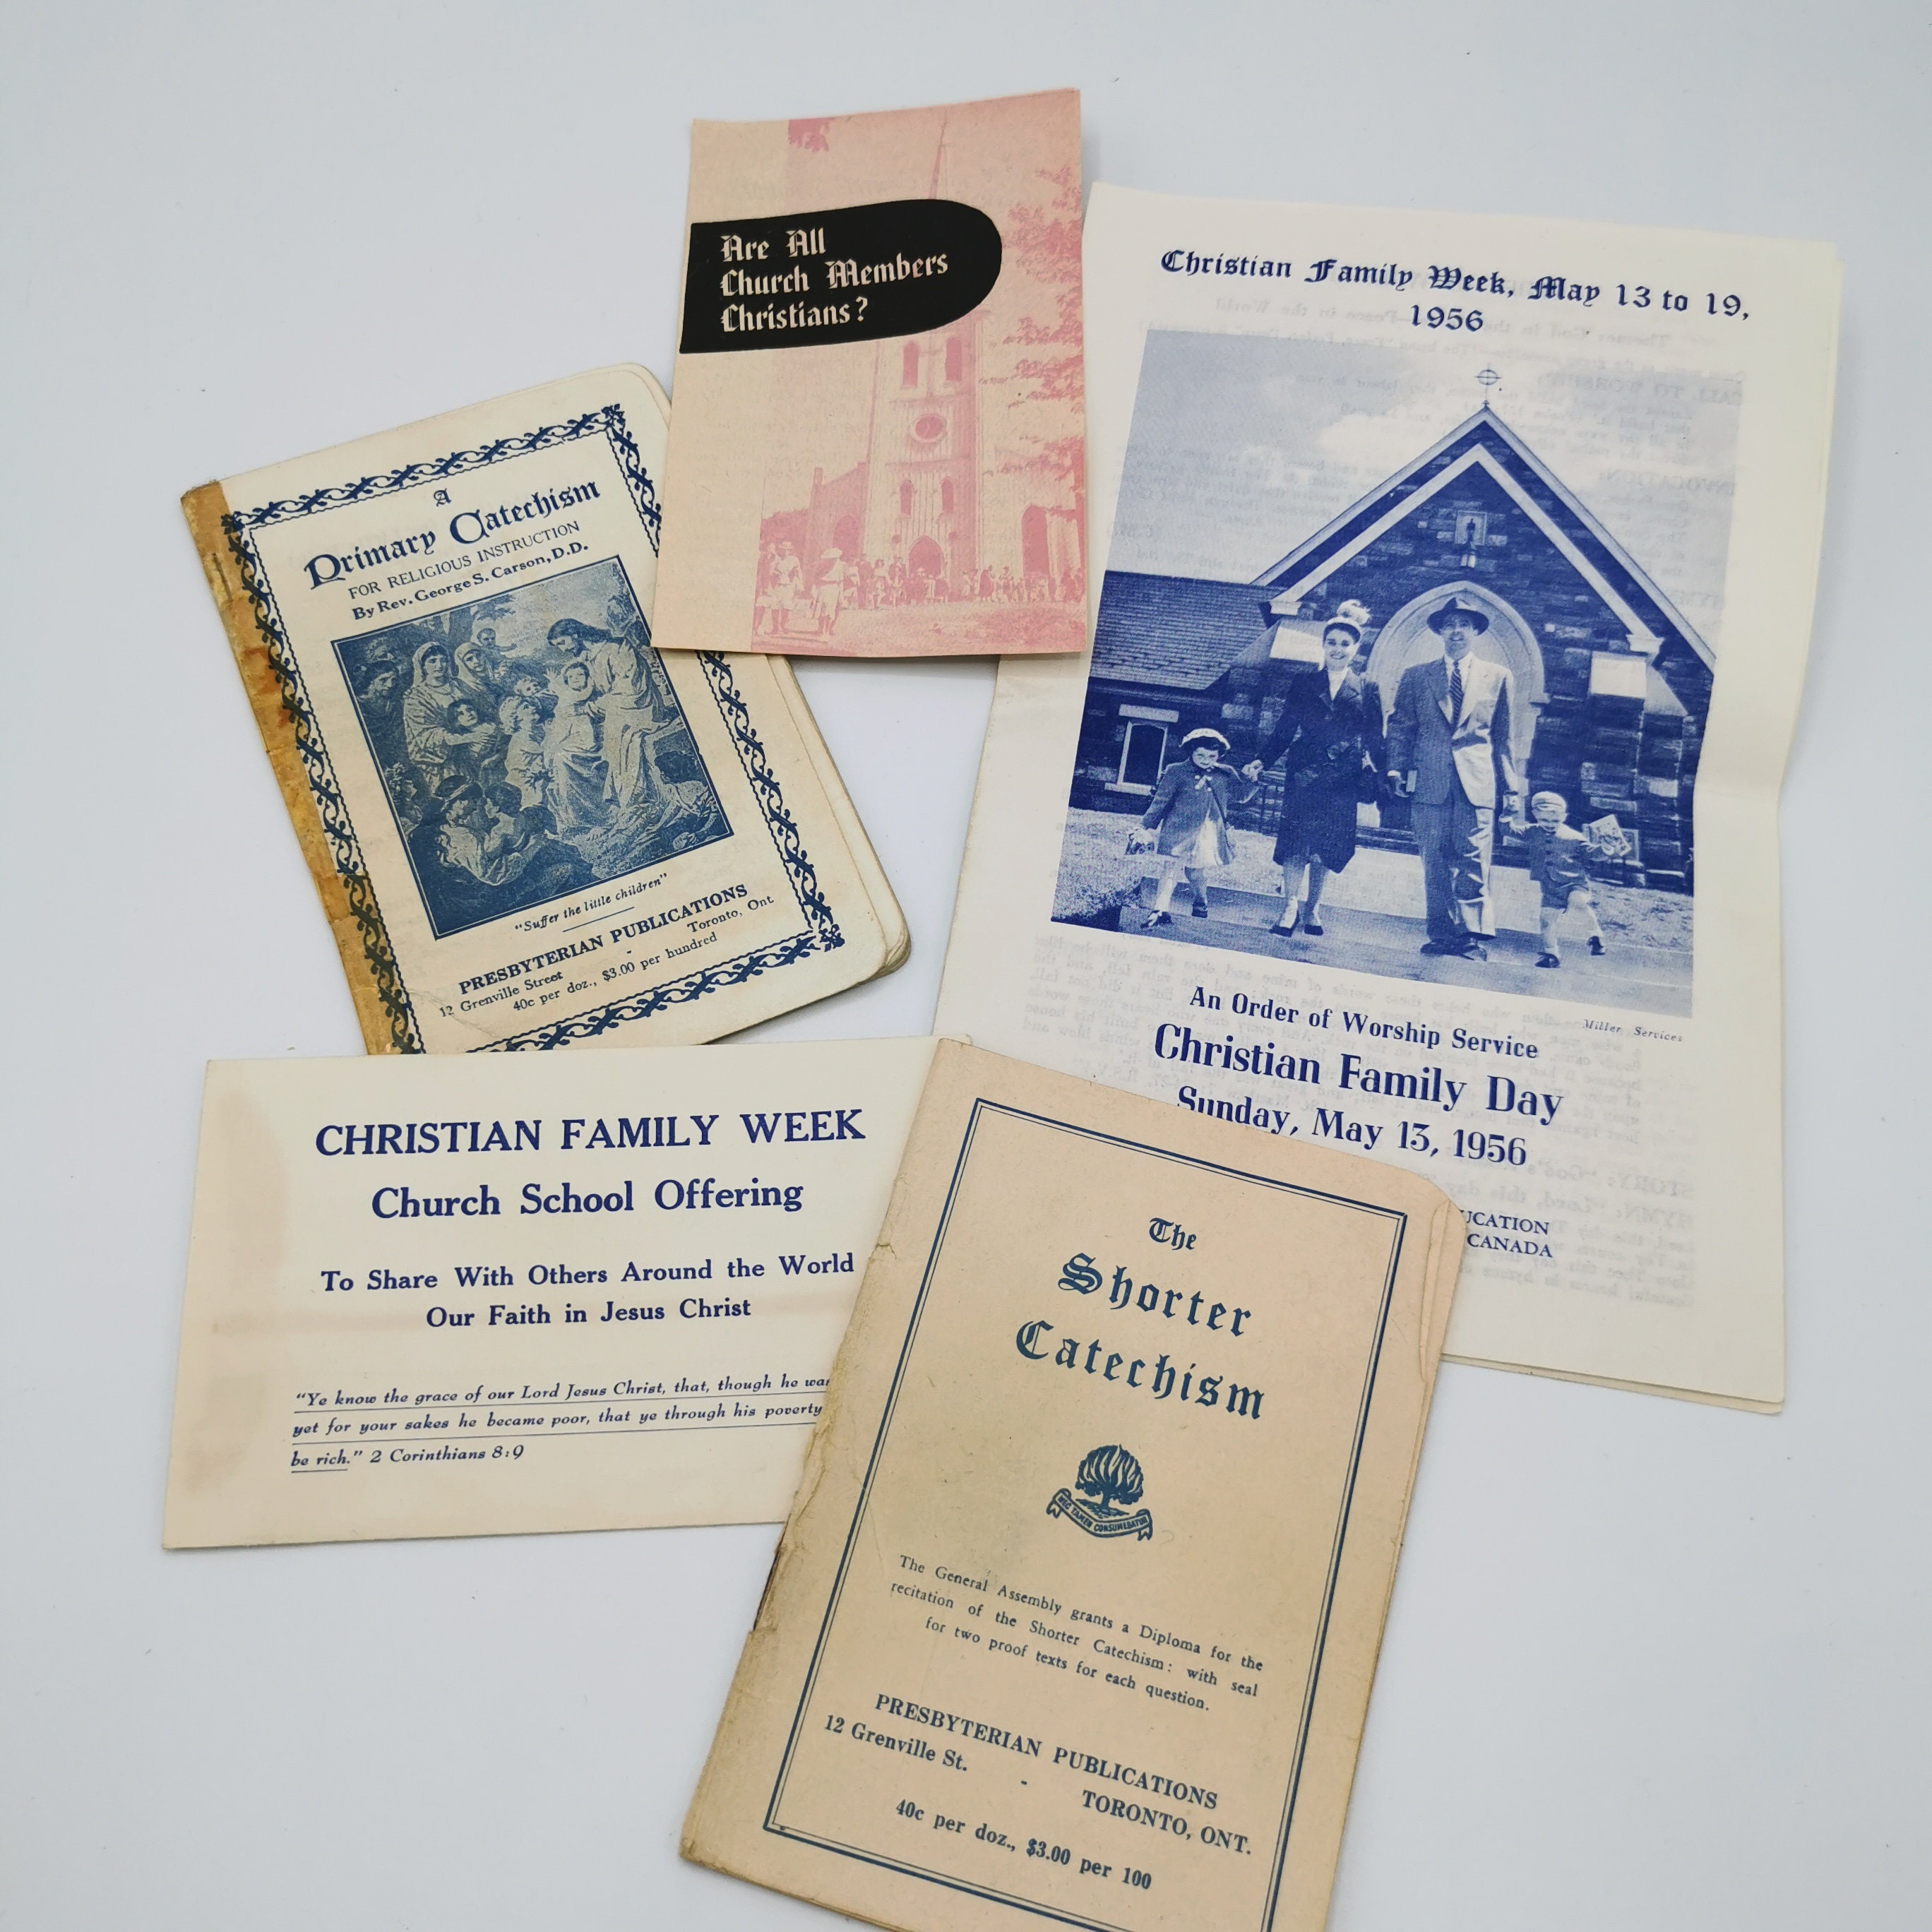 Are All
Church Members
Christians?
Christian Family Week, May 13 to 19,
1956
Miller Services
An Order of Worship Service
Christian Family Day
Sunday, May 13, 1956
UCATION
CANADA
A
Primary Catechism
FOR RELIGIOUS INSTRUCTION
By Rev. George S. Carson, D.D.
"Suffer the little children"
PRESBYTERIAN PUBLICATIONS
12 Grenville Street - Toronto, Ont.
40c per doz., $3.00 per hundred
CHRISTIAN FAMILY WEEK
Church School Offering
To Share With Others Around the World
Our Faith in Jesus Christ
"Ye know the grace of our Lord Jesus Christ, that, though he was
yet for your sakes he became poor, that ye through his poverty
be rich." 2 Corinthians 8:9
The
Shorter
Catechism
NEC TAMEN CONSUMEBATUR
The General Assembly grants a Diploma for the
recitation of the Shorter Catechism: with seal
for two proof texts for each question.
PRESBYTERIAN PUBLICATIONS
12 Grenville St. - TORONTO, ONT.
40c per doz., $3.00 per 100